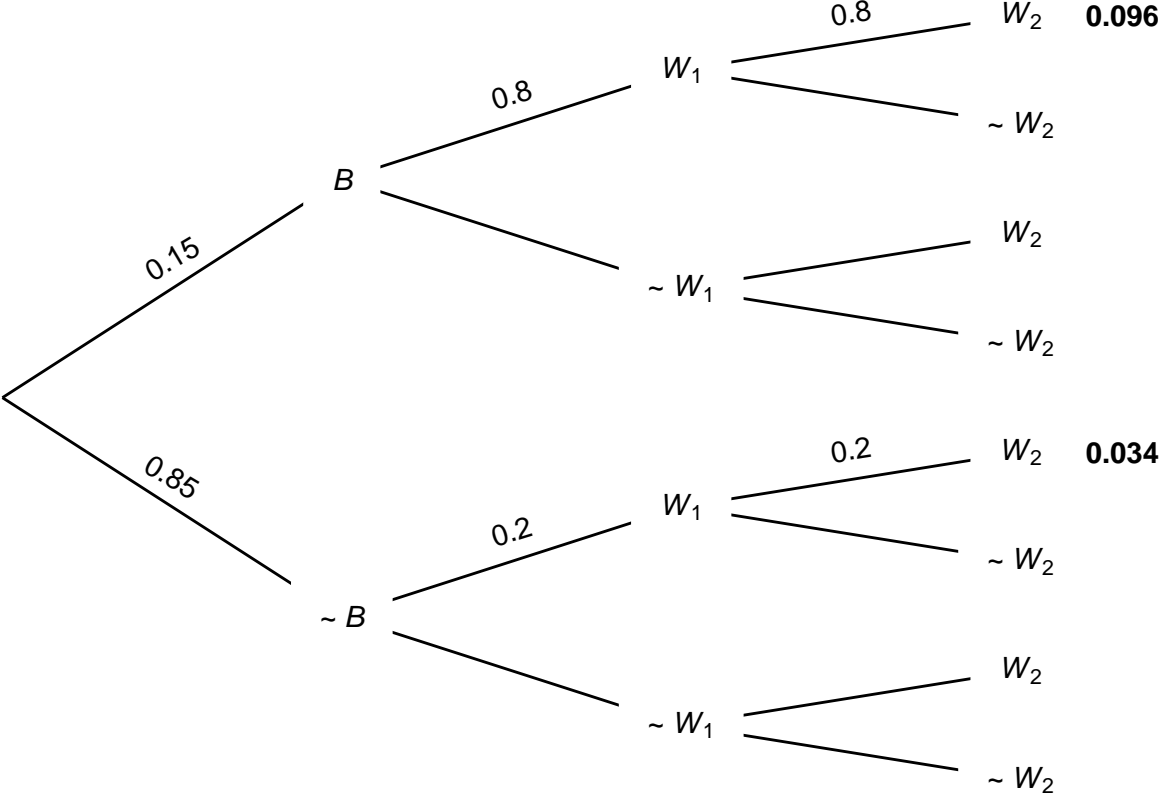 0.8 W₂ 0.096
W₁
0.8
~ W₂
B
0.15
W₂
~ W₁
~ W₂
0.85
0.2 W₂ 0.034
W₁
0.2
~ W₂
~ B
W₂
~ W₁
~ W₂